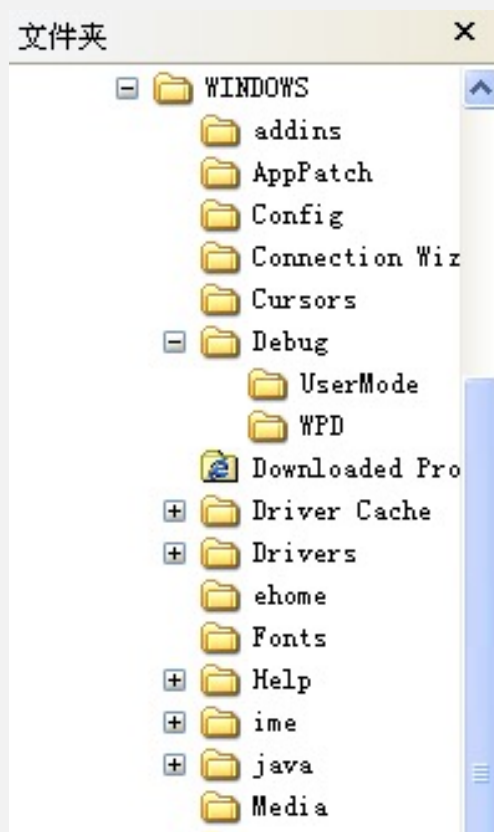 文件夹
WINDOWS
addins
AppPatch
Config
Connection Wiz
Cursors
Debug
UserMode
WPD
Downloaded Pro
Driver Cache
Drivers
ehome
Fonts
Help
ime
java
Media